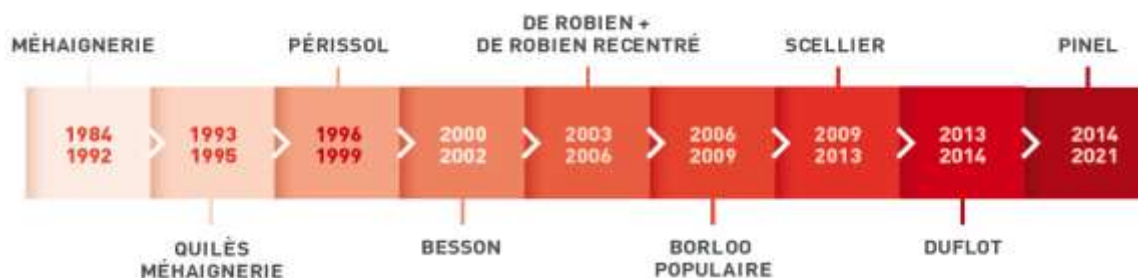 MÉHAIGNERIE
PÉRISSOL
DE ROBIEN +
DE ROBIEN RECENTRÉ
SCELLIER
PINEL
1984
1992
1993
1995
1996
1999
2000
2002
2003
2006
2006
2009
2009
2013
2013
2014
2014
2021
QUILÈS
MÉHAIGNERIE
BESSON
BORLOO
POPULAIRE
DUFLOT